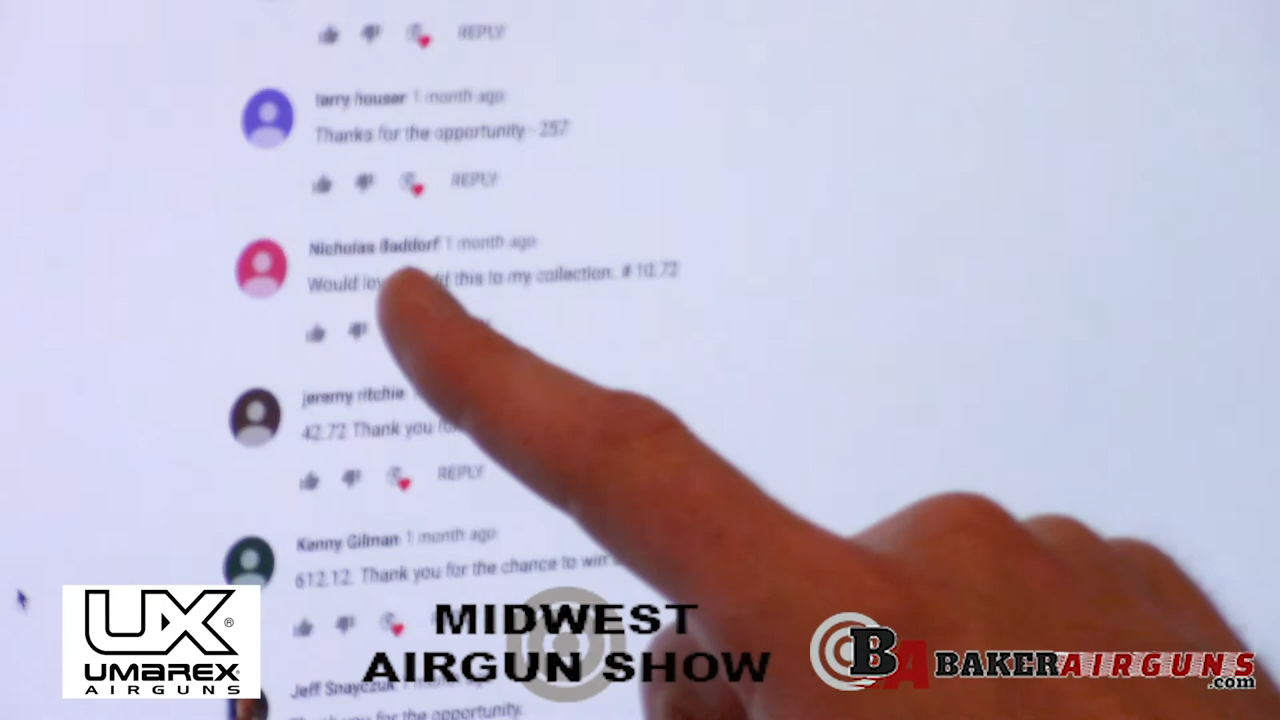 REPLY
terry houser 1 month ago
Thanks for the opportunity - 257
REPLY
Nicholas Baddorf 1 month ago
Would this to my collection. # 10.72
jeremy ritchie
42.72 Thank you
REPLY
Kenny Gilman 1 month ago
612.12. Thank you for the chance to win
Jeff Snayczuk
Thank you for the opportunity.
UX®
UMAREX
AIRGUNS
MIDWEST
AIRGUN SHOW
BA BAKERAIRGUNS
.com